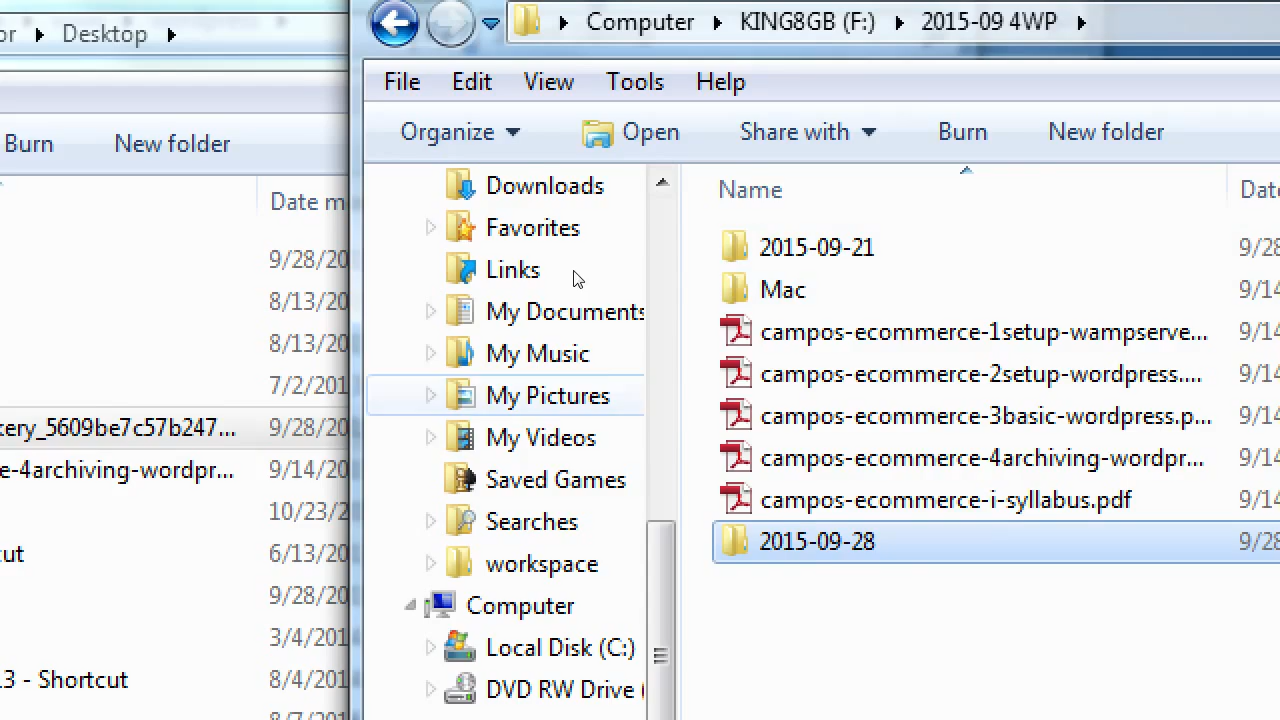 or
Desktop
Burn
New folder
Date m
9/28/20
8/13/20
8/13/20
7/2/201
tery_5609be7c57b247...
9/28/20
e-4archiving-wordpr...
9/14/20
10/23/2
cut
6/13/20
9/28/20
3/4/201
13 - Shortcut
8/4/201
8/7/201
Computer
KING8GB (F:)
2015-09 4WP
File
Edit
View
Tools
Help
Organize
Open
Share with
Burn
New folder
Downloads
Favorites
Links
My Documents
My Music
My Pictures
My Videos
Saved Games
Searches
workspace
Computer
Local Disk (C:)
DVD RW Drive (
Name
Date
2015-09-21
9/28
Mac
9/14
campos-ecommerce-1setup-wampserve...
9/14
campos-ecommerce-2setup-wordpress....
9/14
campos-ecommerce-3basic-wordpress.p...
9/14
campos-ecommerce-4archiving-wordpr...
9/14
campos-ecommerce-i-syllabus.pdf
9/14
2015-09-28
9/28